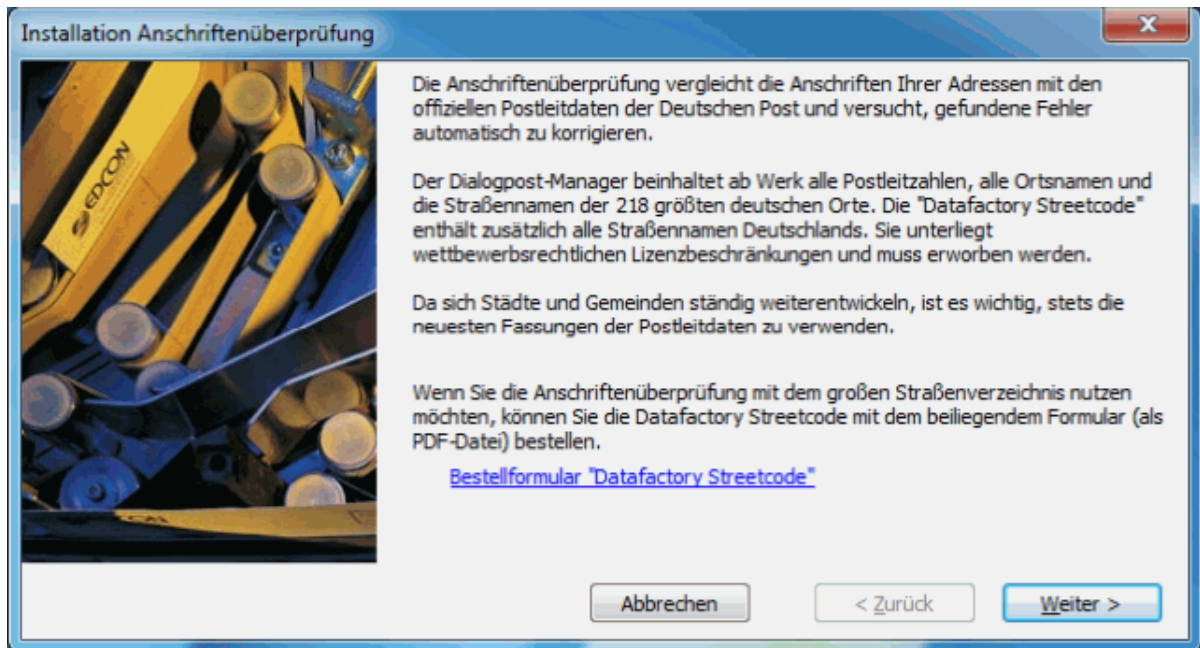 Installation Anschriftenüberprüfung
EDCON
Die Anschriftenüberprüfung vergleicht die Anschriften Ihrer Adressen mit den
offiziellen Postleitdaten der Deutschen Post und versucht, gefundene Fehler
automatisch zu korrigieren.
Der Dialogpost-Manager beinhaltet ab Werk alle Postleitzahlen, alle Ortsnamen und
die Straßennamen der 218 größten deutschen Orte. Die "Datafactory Streetcode"
enthält zusätzlich alle Straßennamen Deutschlands. Sie unterliegt
wettbewerbsrechtlichen Lizenzbeschränkungen und muss erworben werden.
Da sich Städte und Gemeinden ständig weiterentwickeln, ist es wichtig, stets die
neuesten Fassungen der Postleitdaten zu verwenden.
Wenn Sie die Anschriftenüberprüfung mit dem großen Straßenverzeichnis nutzen
möchten, können Sie die Datafactory Streetcode mit dem beiliegendem Formular (als
PDF-Datei) bestellen.
Bestellformular "Datafactory Streetcode"
Abbrechen
< Zurück
Weiter >